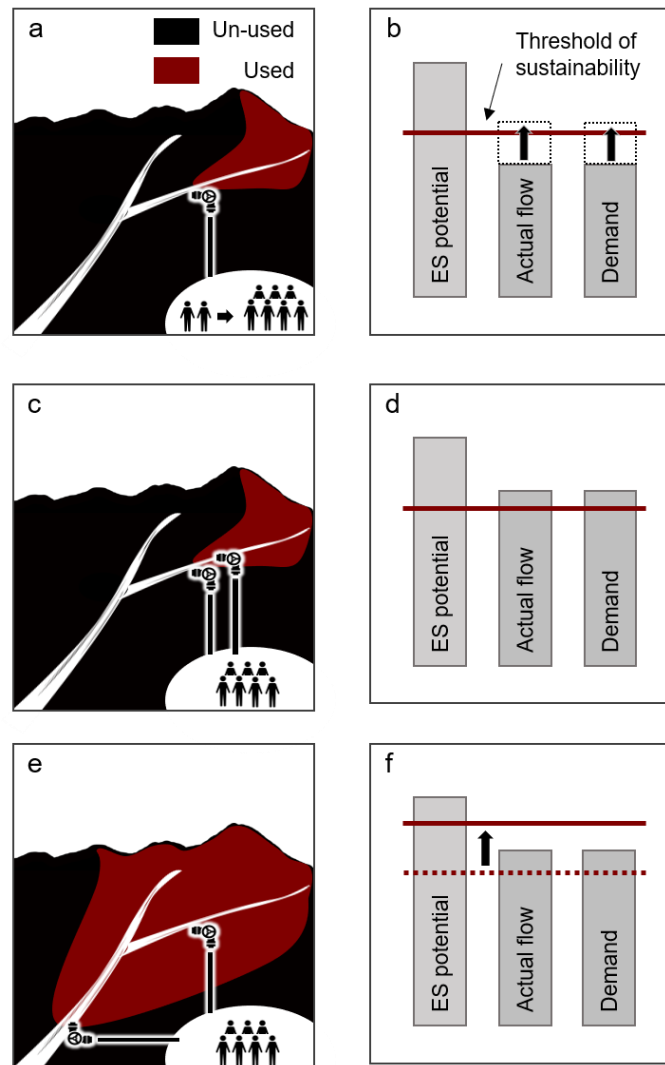 a
Un-used
Used
b
Threshold of
sustainability
ES potential
Actual flow
Demand
c
d
ES potential
Actual flow
Demand
e
f
ES potential
Actual flow
Demand